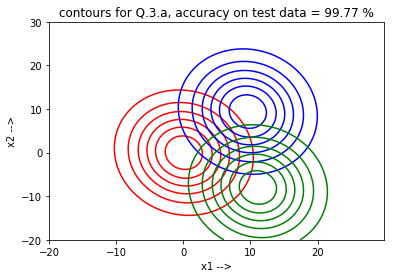 contours for Q.3.a, accuracy on test data = 99.77 %
30
20
10
0
−10
−20
x2 -->
−20 −10 0 10 20
x1 -->